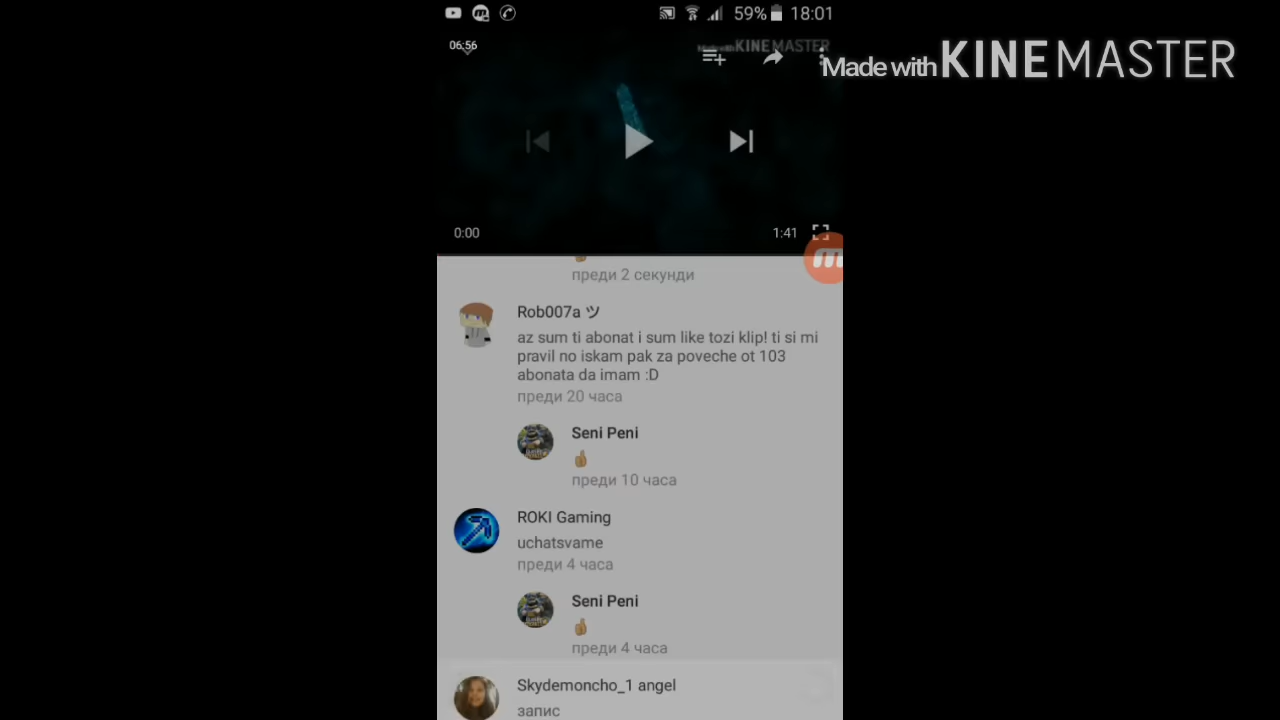 59% 18:01
06:56
Made with KINEMASTER
Made with KINEMASTER
0:00
1:41
преди 2 секунди
Rob007a ツ
az sum ti abonat i sum like tozi klip! ti si mi
pravil no iskam pak za poveche ot 103
abonata da imam :D
преди 20 часа
Seni Peni
преди 10 часа
ROKI Gaming
uchatsvame
преди 4 часа
Seni Peni
преди 4 часа
Skydemoncho_1 angel
запис